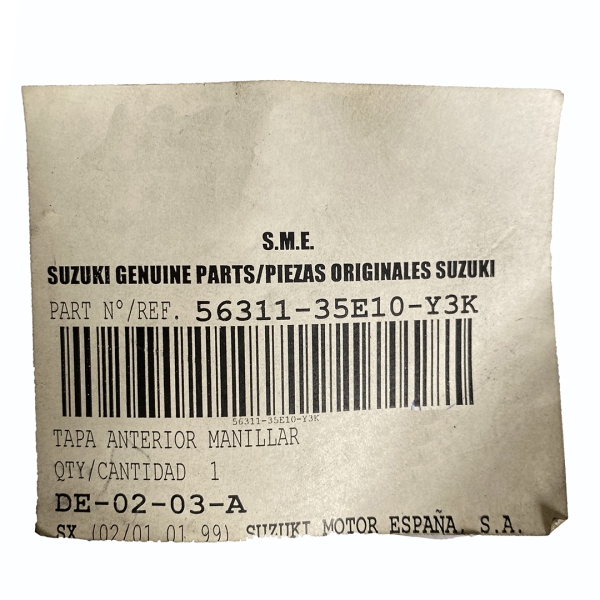 S.M.E.
SUZUKI GENUINE PARTS/PIEZAS ORIGINALES SUZUKI
PART Nº/REF. 56311-35E10-Y3K
56311-35E10-Y3K
TAPA ANTERIOR MANILLAR
QTY/CANTIDAD 1
DE-02-03-A
SX (02/01 01 99) SUZUKI MOTOR ESPAÑA, S.A.